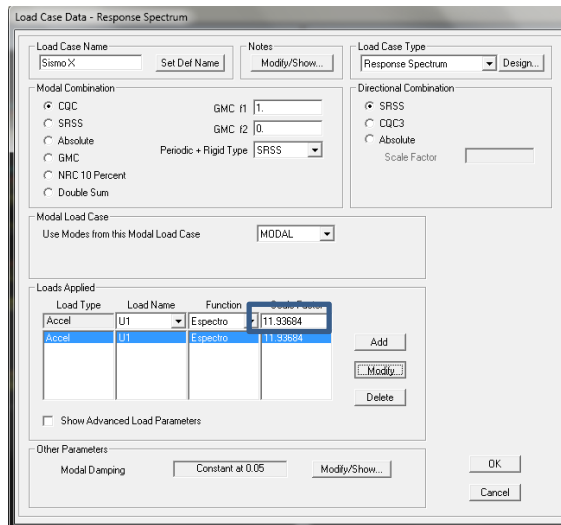 Load Case Data - Response Spectrum
Load Case Name
Notes
Load Case Type
Sismo X
Set Def Name
Modify/Show...
Response Spectrum
Design...
Modal Combination
Directional Combination
CQC
GMC f1
1.
SRSS
SRSS
GMC f2
0.
CQC3
Absolute
Periodic + Rigid Type
SRSS
Absolute
GMC
Scale Factor
NRC 10 Percent
Double Sum
Modal Load Case
Use Modes from this Modal Load Case
MODAL
Loads Applied
Load Type
Load Name
Function
Scale Factor
Accel
U1
Espectro
11.93684
Accel
U1
Espectro
11.93684
Add
Modify
Delete
Show Advanced Load Parameters
Other Parameters
Modal Damping
Constant at 0.05
Modify/Show...
OK
Cancel